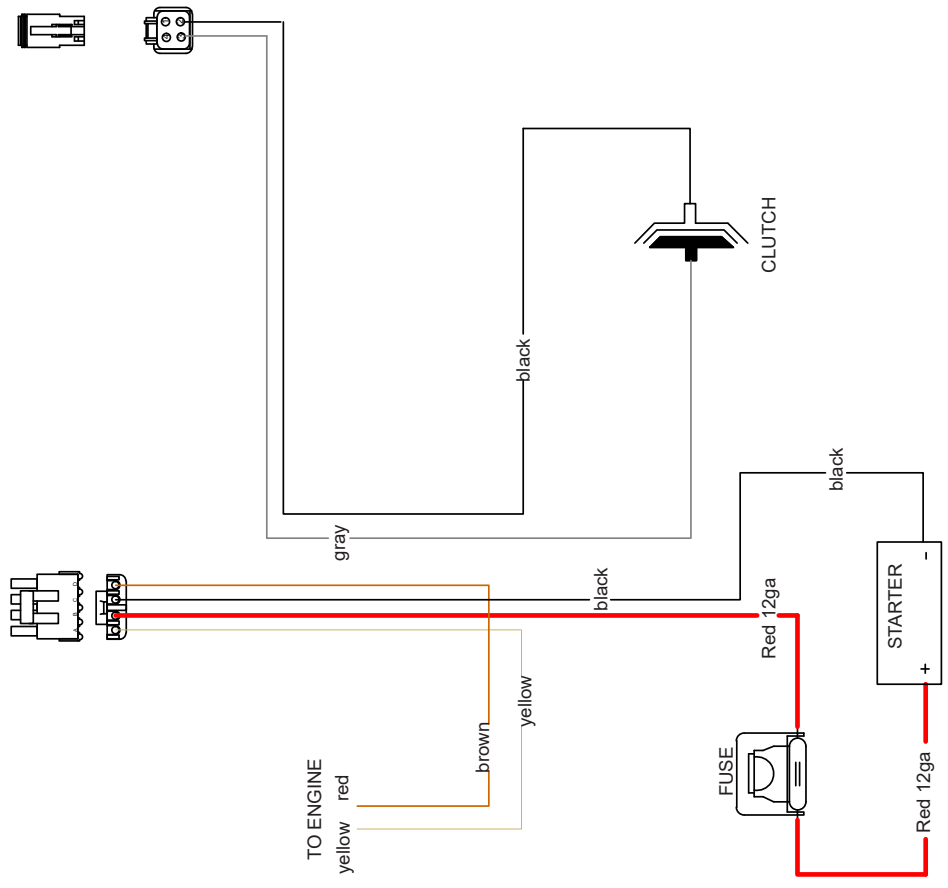 A B C D
TO ENGINE
yellow red
gray
brown
yellow
black
black
FUSE
Red 12ga
CLUTCH
black
STARTER
+ -
Red 12ga